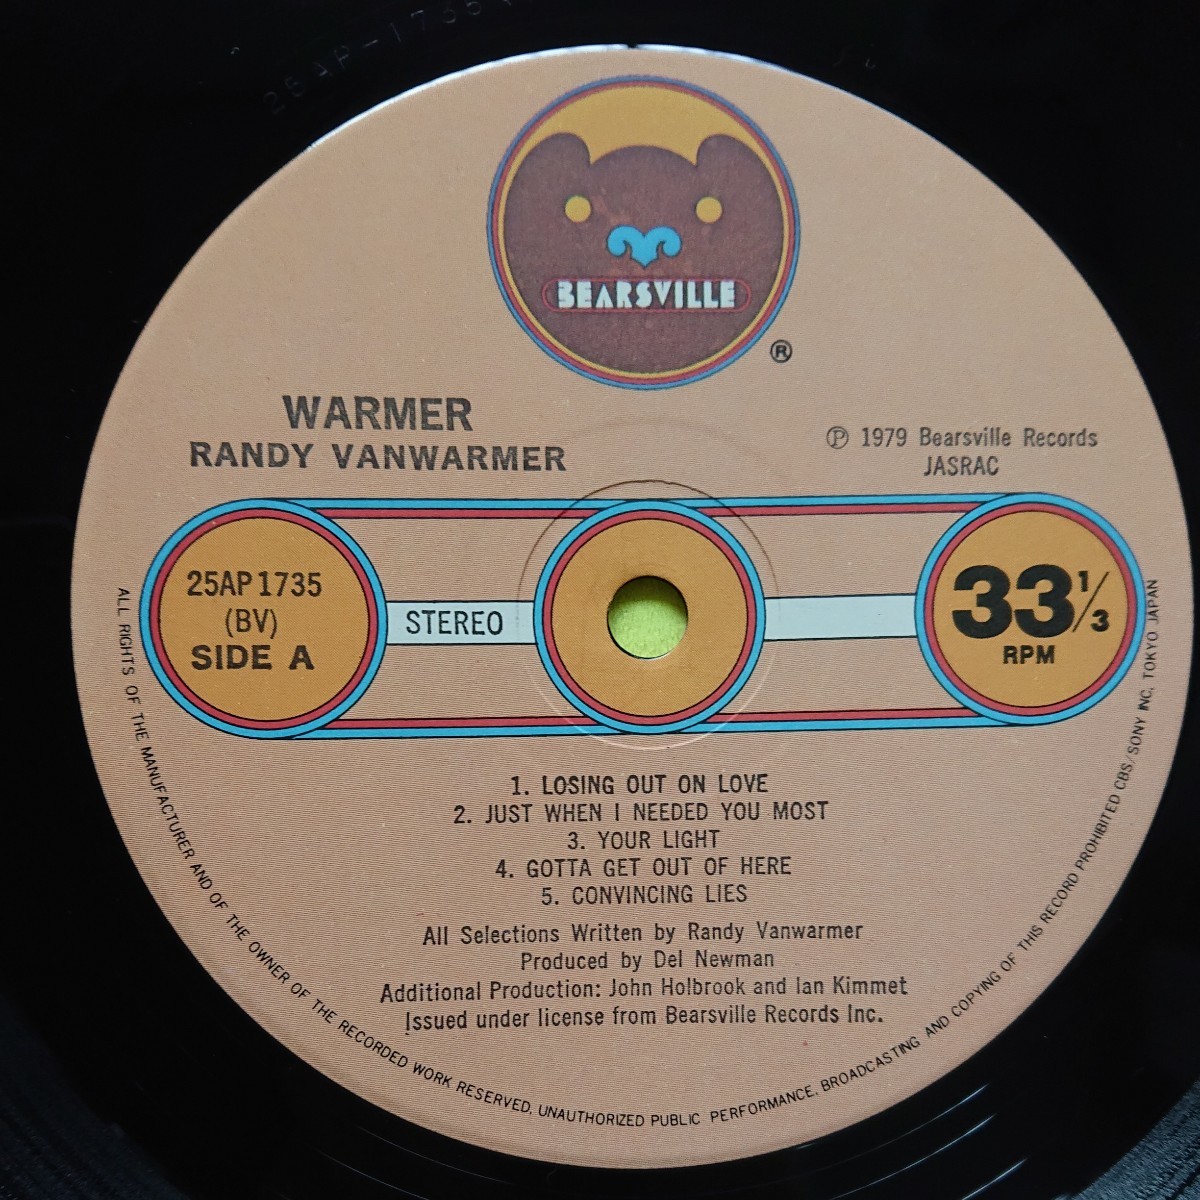 25AP-1735
BEARSVILLE
®
WARMER
RANDY VANWARMER
℗ 1979 Bearsville Records
JASRAC
25AP 1735
(BV)
SIDE A
STEREO
33 1/3
RPM
1. LOSING OUT ON LOVE
2. JUST WHEN I NEEDED YOU MOST
3. YOUR LIGHT
4. GOTTA GET OUT OF HERE
5. CONVINCING LIES
All Selections Written by Randy Vanwarmer
Produced by Del Newman
Additional Production: John Holbrook and Ian Kimmet
Issued under license from Bearsville Records Inc.
ALL RIGHTS OF THE MANUFACTURER AND OF THE OWNER OF THE RECORDED WORK RESERVED. UNAUTHORIZED PUBLIC PERFORMANCE. BROADCASTING AND COPYING OF THIS RECORD PROHIBITED CBS/SONY INC. TOKYO JAPAN